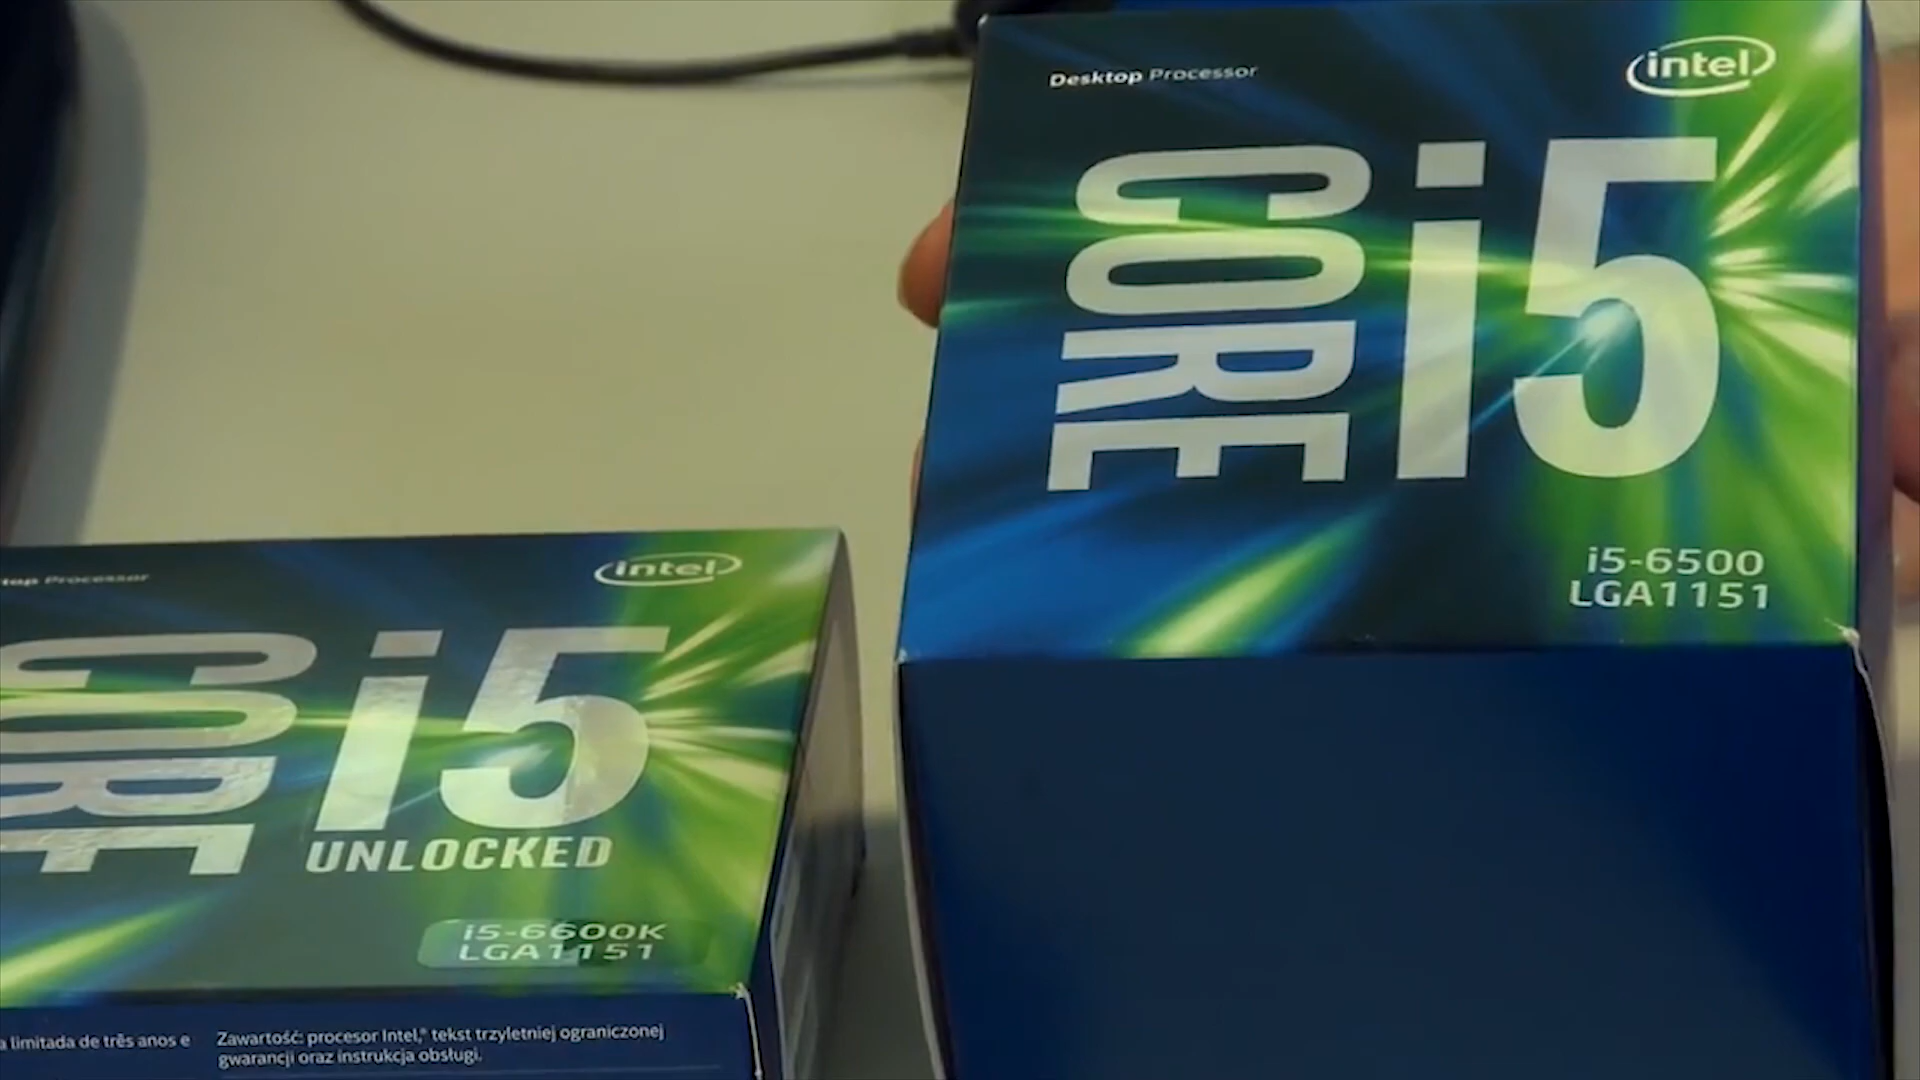 Desktop Processor
intel
CORE i5
i5-6500
LGA1151
Processor
intel
CORE i5
UNLOCKED
i5-6600K
LGA1151
limitada de três anos e
Zawartość: procesor Intel,® tekst trzyletniej ograniczonej
gwarancji oraz instrukcja obsługi.